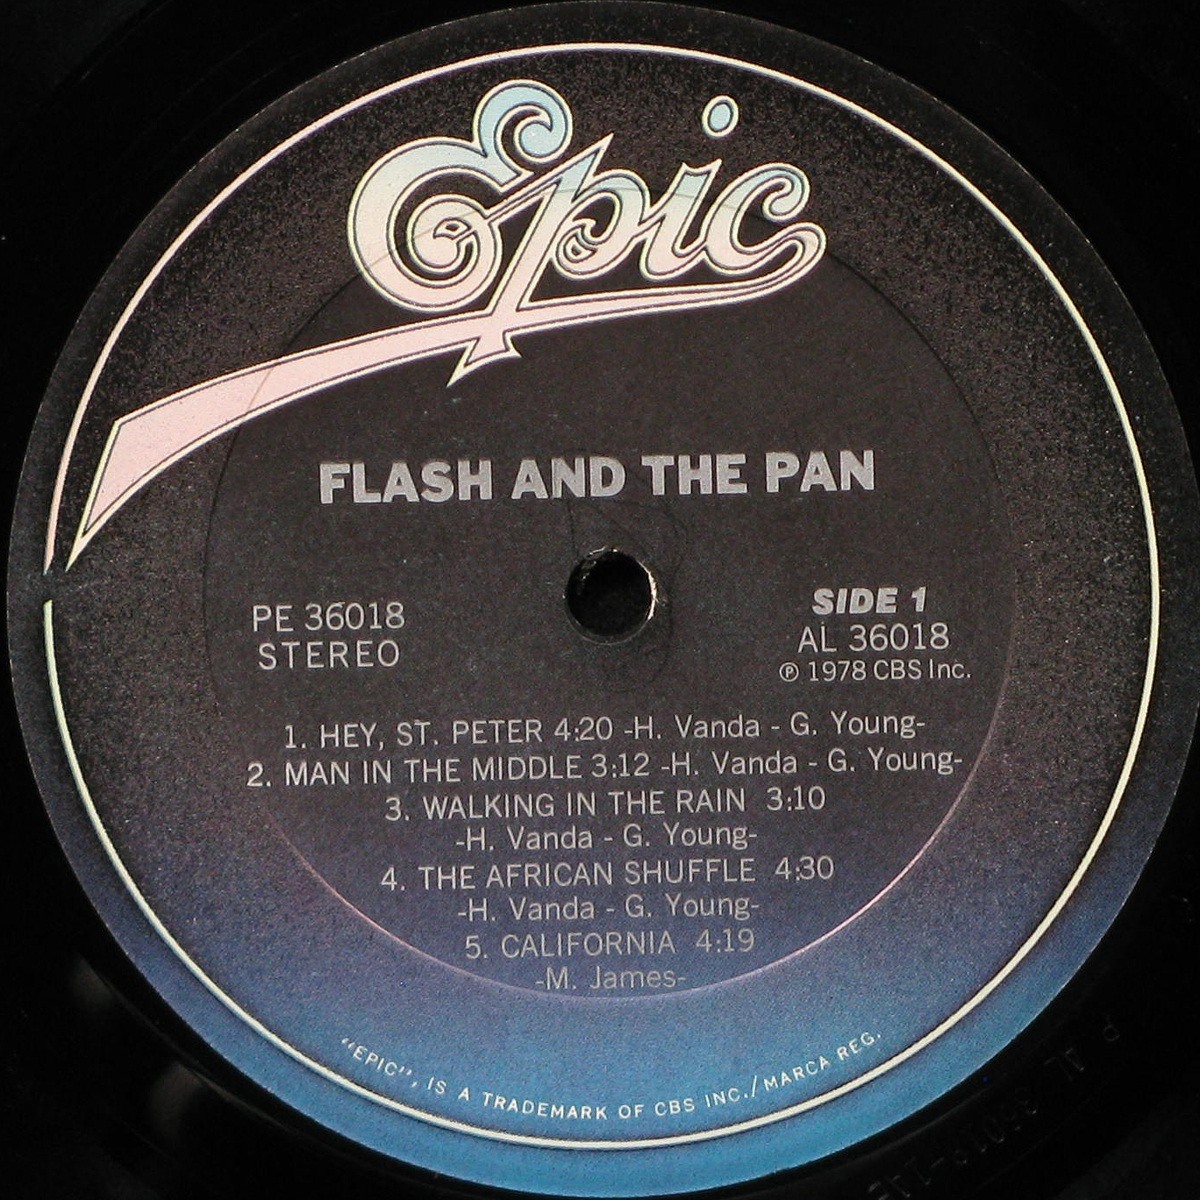 Epic
FLASH AND THE PAN
PE 36018
STEREO
SIDE 1
AL 36018
℗ 1978 CBS Inc.
1. HEY, ST. PETER 4:20 -H. Vanda - G. Young-
2. MAN IN THE MIDDLE 3:12 -H. Vanda - G. Young-
3. WALKING IN THE RAIN 3:10
-H. Vanda - G. Young-
4. THE AFRICAN SHUFFLE 4:30
-H. Vanda - G. Young-
5. CALIFORNIA 4:19
-M. James-
"EPIC", IS A TRADEMARK OF CBS INC./MARCA REG.